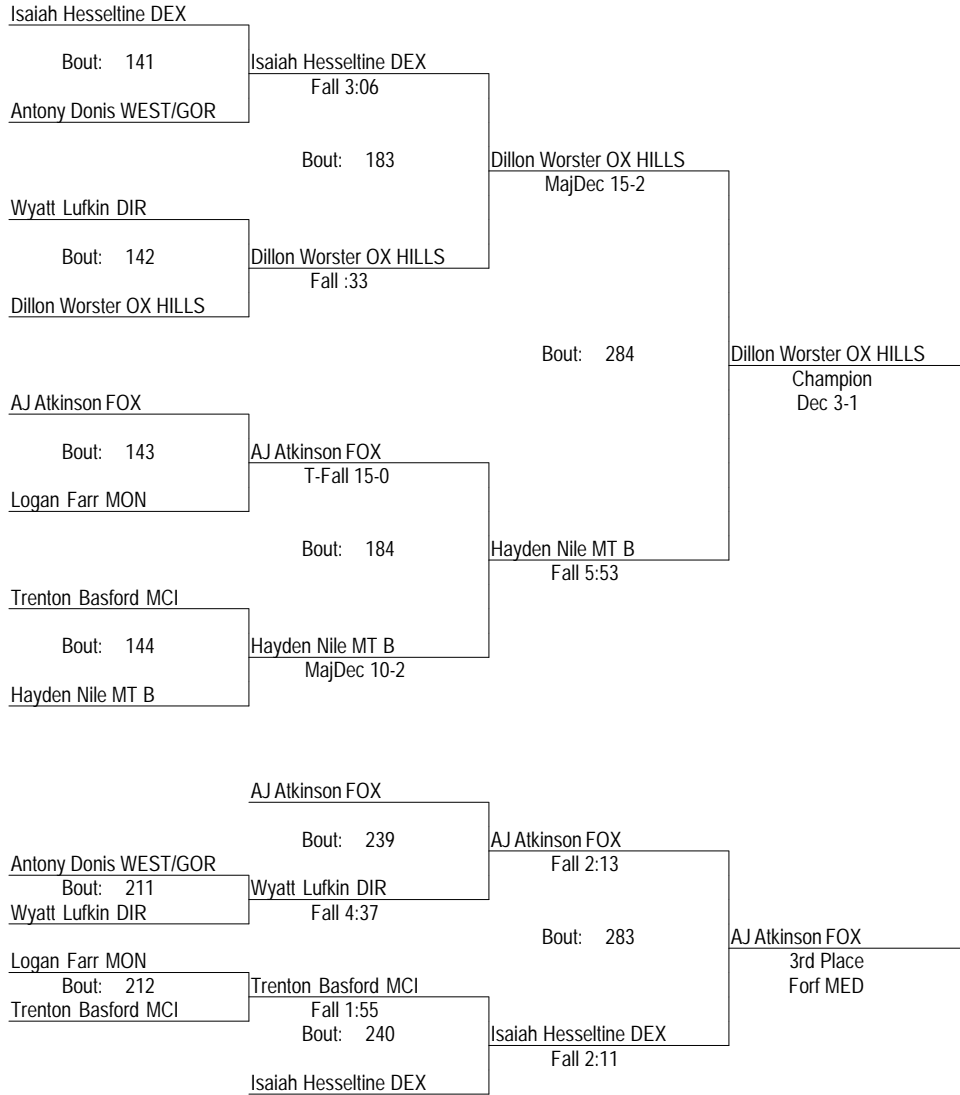 Isaiah Hesseltine DEX
Bout: 141
Isaiah Hesseltine DEX
Fall 3:06
Antony Donis WEST/GOR
Bout: 183
Dillon Worster OX HILLS
MajDec 15-2
Wyatt Lufkin DIR
Bout: 142
Dillon Worster OX HILLS
Fall :33
Dillon Worster OX HILLS
Bout: 284
Dillon Worster OX HILLS
Champion
Dec 3-1
AJ Atkinson FOX
Bout: 143
AJ Atkinson FOX
T-Fall 15-0
Logan Farr MON
Bout: 184
Hayden Nile MT B
Fall 5:53
Trenton Basford MCI
Bout: 144
Hayden Nile MT B
MajDec 10-2
Hayden Nile MT B
AJ Atkinson FOX
Bout: 239
AJ Atkinson FOX
Fall 2:13
Antony Donis WEST/GOR
Bout: 211
Wyatt Lufkin DIR
Wyatt Lufkin DIR
Fall 4:37
Bout: 283
AJ Atkinson FOX
3rd Place
Forf MED
Logan Farr MON
Bout: 212
Trenton Basford MCI
Trenton Basford MCI
Fall 1:55
Bout: 240
Isaiah Hesseltine DEX
Fall 2:11
Isaiah Hesseltine DEX